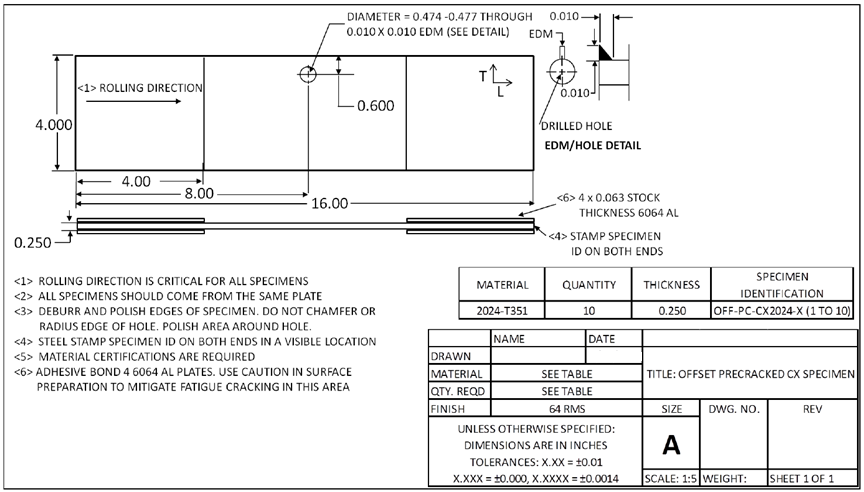 DIAMETER = 0.474 -0.477 THROUGH
0.010 X 0.010 EDM (SEE DETAIL)
0.010
EDM
<1> ROLLING DIRECTION
T
L
0.600
0.010
4.000
DRILLED HOLE
EDM/HOLE DETAIL
4.00
8.00
16.00
<6> 4 x 0.063 STOCK
THICKNESS 6064 AL
0.250
<4> STAMP SPECIMEN
ID ON BOTH ENDS
<1> ROLLING DIRECTION IS CRITICAL FOR ALL SPECIMENS
<2> ALL SPECIMENS SHOULD COME FROM THE SAME PLATE
<3> DEBURR AND POLISH EDGES OF SPECIMEN. DO NOT CHAMFER OR
RADIUS EDGE OF HOLE. POLISH AREA AROUND HOLE.
<4> STEEL STAMP SPECIMEN ID ON BOTH ENDS IN A VISIBLE LOCATION
<5> MATERIAL CERTIFICATIONS ARE REQUIRED
<6> ADHESIVE BOND 4 6064 AL PLATES. USE CAUTION IN SURFACE
PREPARATION TO MITIGATE FATIGUE CRACKING IN THIS AREA
MATERIAL QUANTITY THICKNESS SPECIMEN IDENTIFICATION
2024-T351 10 0.250 OFF-PC-CX2024-X (1 TO 10)
NAME DATE
DRAWN
MATERIAL SEE TABLE
QTY. REQD SEE TABLE
TITLE: OFFSET PRECRACKED CX SPECIMEN
FINISH 64 RMS
SIZE DWG. NO. REV
A
UNLESS OTHERWISE SPECIFIED:
DIMENSIONS ARE IN INCHES
TOLERANCES: X.XX = ±0.01
X.XXX = ±0.000, X.XXXX = ±0.0014
SCALE: 1:5 WEIGHT: SHEET 1 OF 1